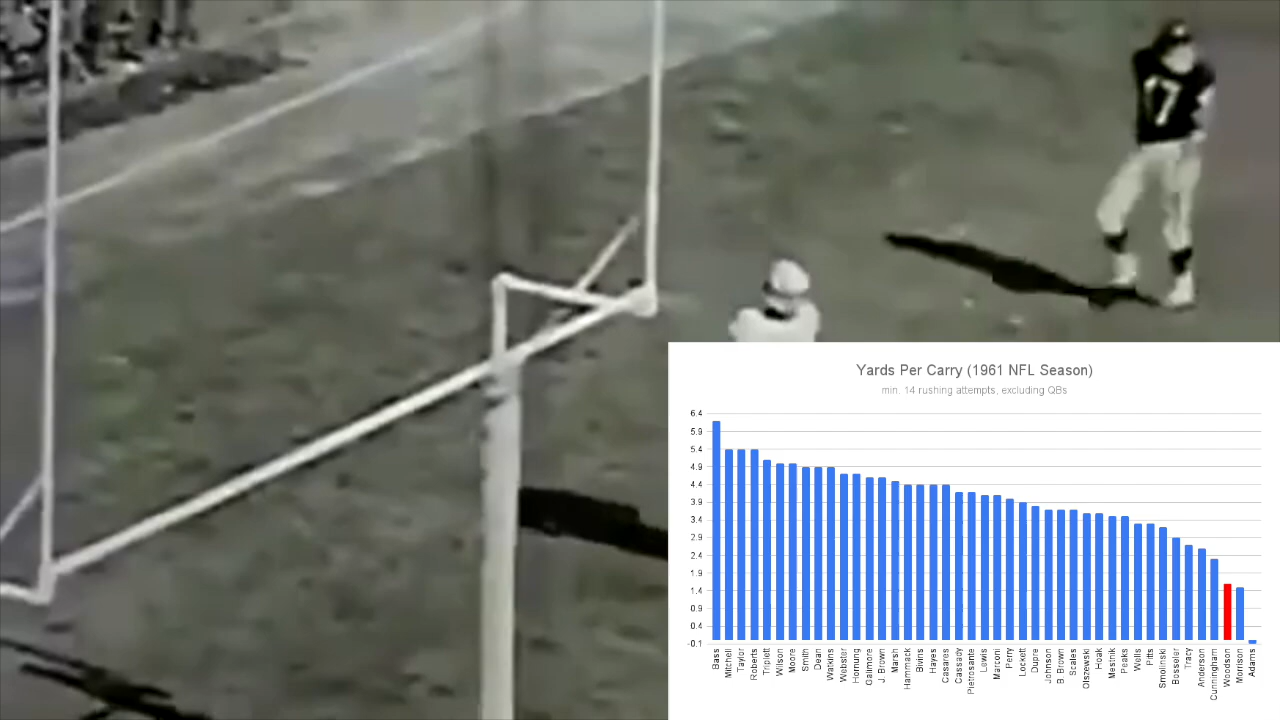 17
Yards Per Carry (1961 NFL Season)
min. 14 rushing attempts, excluding QBs
6.4
5.9
5.4
4.9
4.4
3.9
3.4
2.9
2.4
1.9
1.4
0.9
0.4
-0.1
Bass
Mitchell
Taylor
Roberts
Triplett
Wilson
Moore
Smith
Dean
Watkins
Webster
Hornung
Galimore
J. Brown
Marsh
Hammack
Bivins
Hayes
Casares
Cassady
Pietrosante
Lewis
Marconi
Perry
Lockett
Dupre
Johnson
B. Brown
Scales
Olszewski
Hoak
Mestnik
Peaks
Wells
Pitts
Smolinski
Bosseler
Tracy
Anderson
Cunningham
Woodson
Morrison
Adams